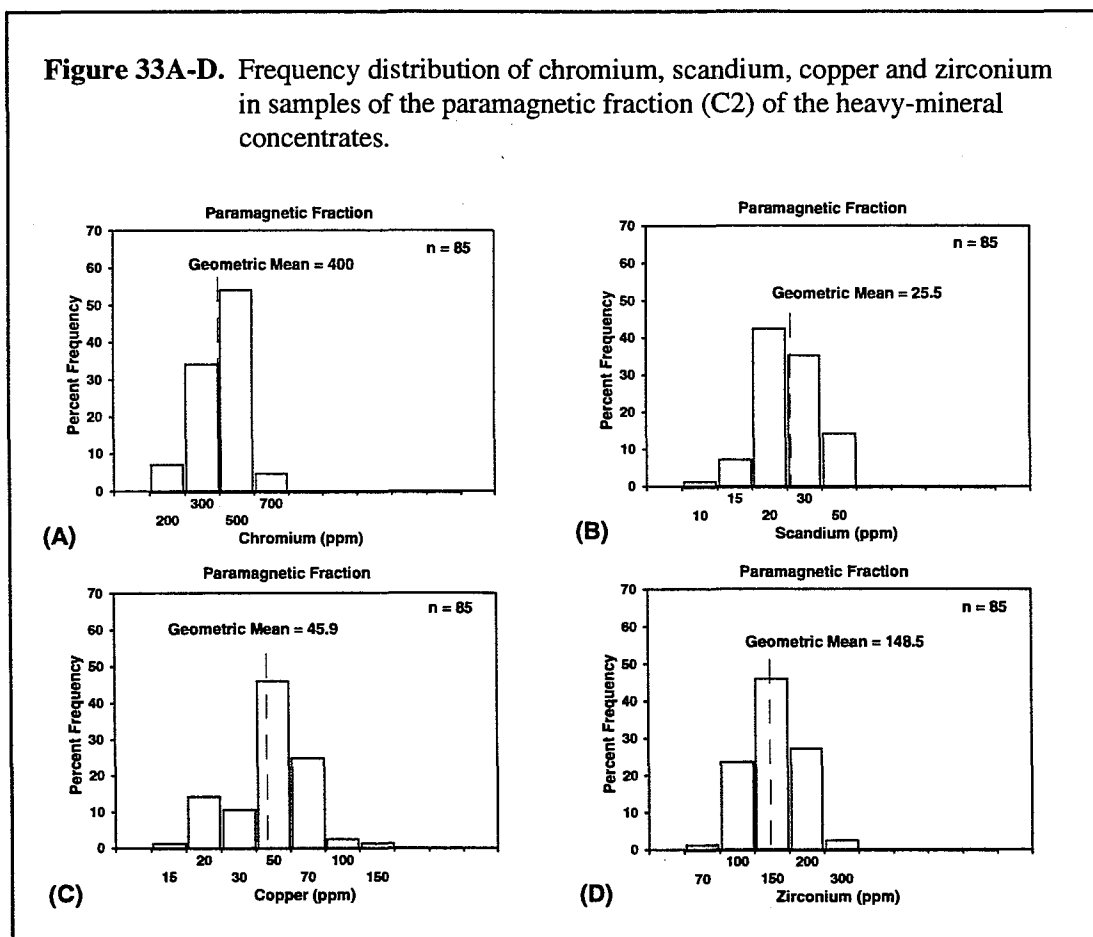 Figure 33A-D. Frequency distribution of chromium, scandium, copper and zirconium
in samples of the paramagnetic fraction (C2) of the heavy-mineral
concentrates.
Paramagnetic Fraction
n = 85
Geometric Mean = 400
Percent Frequency
70
60
50
40
30
20
10
0
300 700
200 500
(A)
Chromium (ppm)
Paramagnetic Fraction
n = 85
Geometric Mean = 25.5
Percent Frequency
70
60
50
40
30
20
10
0
15 30
10 20 50
(B)
Scandium (ppm)
Paramagnetic Fraction
n = 85
Geometric Mean = 45.9
Percent Frequency
70
60
50
40
30
20
10
0
20 50 100
15 30 70 150
(C)
Copper (ppm)
Paramagnetic Fraction
n = 85
Geometric Mean = 148.5
Percent Frequency
70
60
50
40
30
20
10
0
100 200
70 150 300
(D)
Zirconium (ppm)